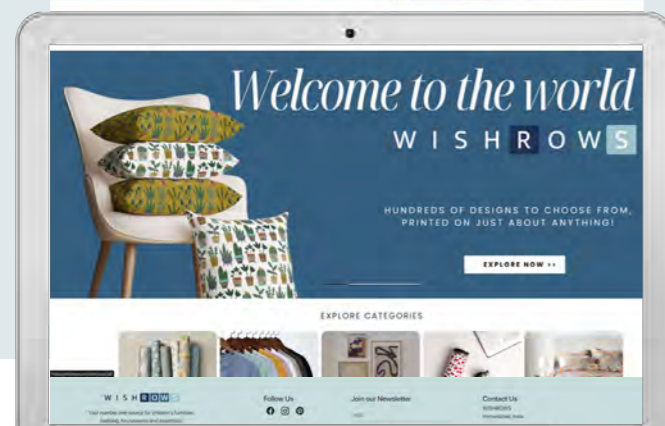 Welcome to the world
WISHROWS
HUNDREDS OF DESIGNS TO CHOOSE FROM,
PRINTED ON JUST ABOUT ANYTHING!
EXPLORE NOW >>
EXPLORE CATEGORIES
WISHROWS
Follow Us
Join our Newsletter
Contact Us
WISHROWS